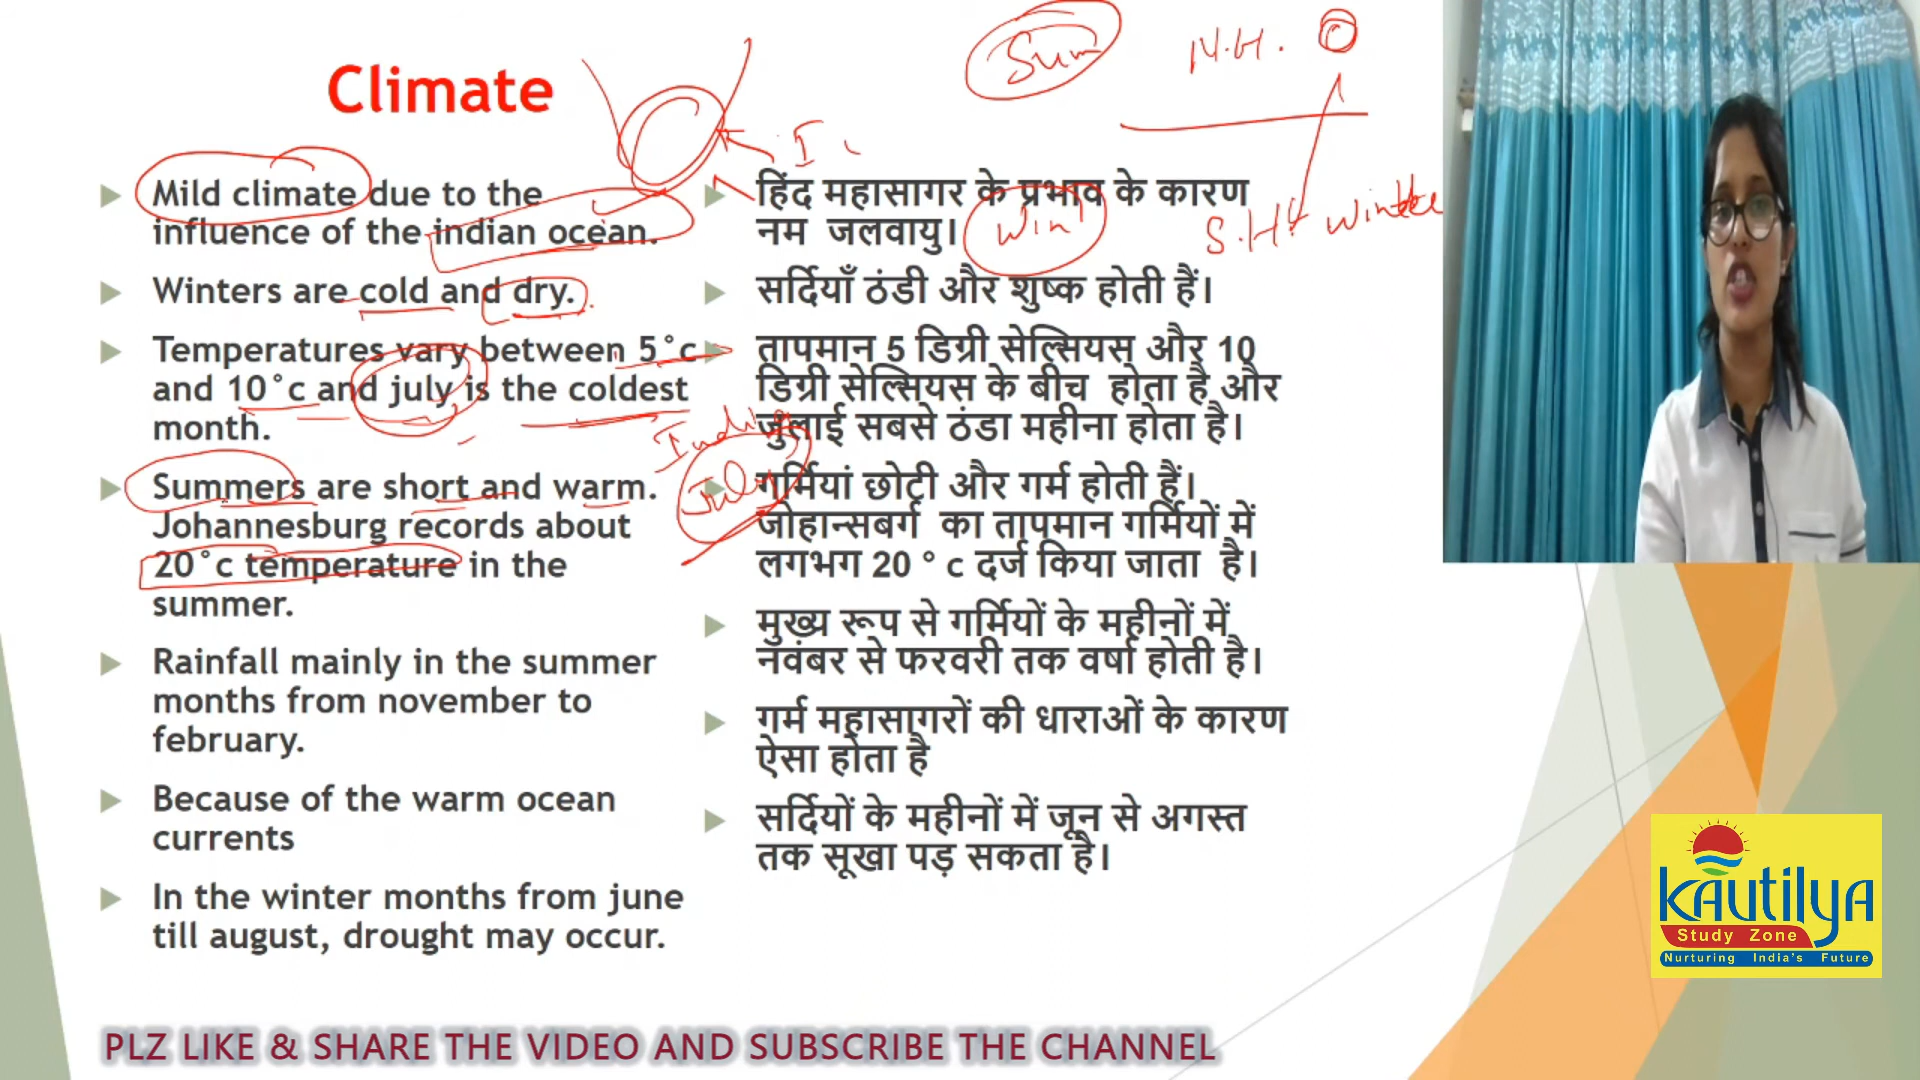 Climate
Mild climate due to the
influence of the indian ocean.
Winters are cold and dry.
Temperatures vary between 5°c
and 10°c and july is the coldest
month.
Summers are short and warm.
Johannesburg records about
20°c temperature in the
summer.
Rainfall mainly in the summer
months from november to
february.
Because of the warm ocean
currents
In the winter months from june
till august, drought may occur.
हिंद महासागर के प्रभाव के कारण
नम जलवायु।
सर्दियाँ ठंडी और शुष्क होती हैं।
तापमान 5 डिग्री सेल्सियस और 10
डिग्री सेल्सियस के बीच होता है और
जुलाई सबसे ठंडा महीना होता है।
गर्मियां छोटी और गर्म होती हैं।
जोहान्सबर्ग का तापमान गर्मियों में
लगभग 20 ° c दर्ज किया जाता है।
मुख्य रूप से गर्मियों के महीनों में
नवंबर से फरवरी तक वर्षा होती है।
गर्म महासागरों की धाराओं के कारण
ऐसा होता है
सर्दियों के महीनों में जून से अगस्त
तक सूखा पड़ सकता है।
Sum
N.H.
I
Win
S.H
India
July
Kautilya
Study Zone
Nurturing India's Future
PLZ LIKE & SHARE THE VIDEO AND SUBSCRIBE THE CHANNEL